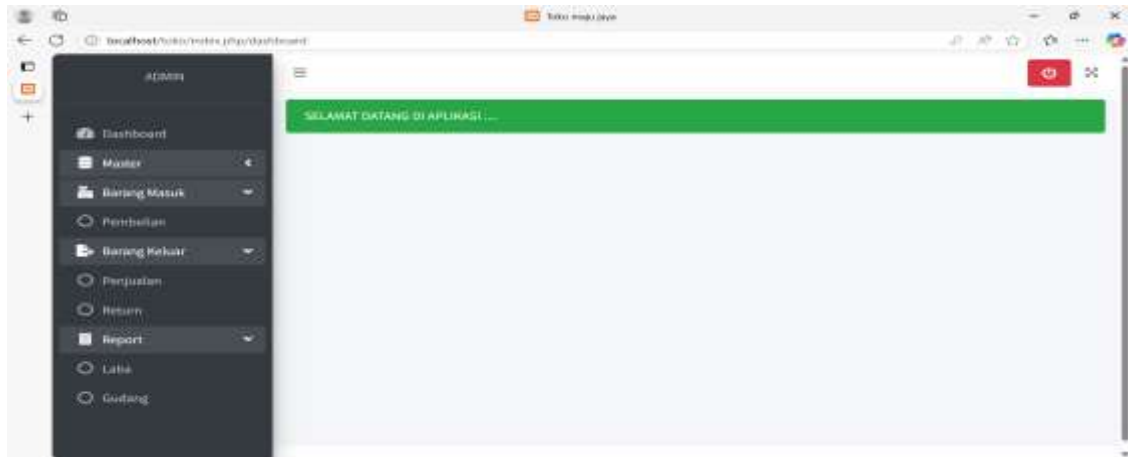 Toko maju jaya
localhost/toko/index.php/dashboard
ADMIN
SELAMAT DATANG DI APLIKASI ....
Dashboard
Master
Barang Masuk
Pembelian
Barang Keluar
Penjualan
Return
Report
Laba
Gudang